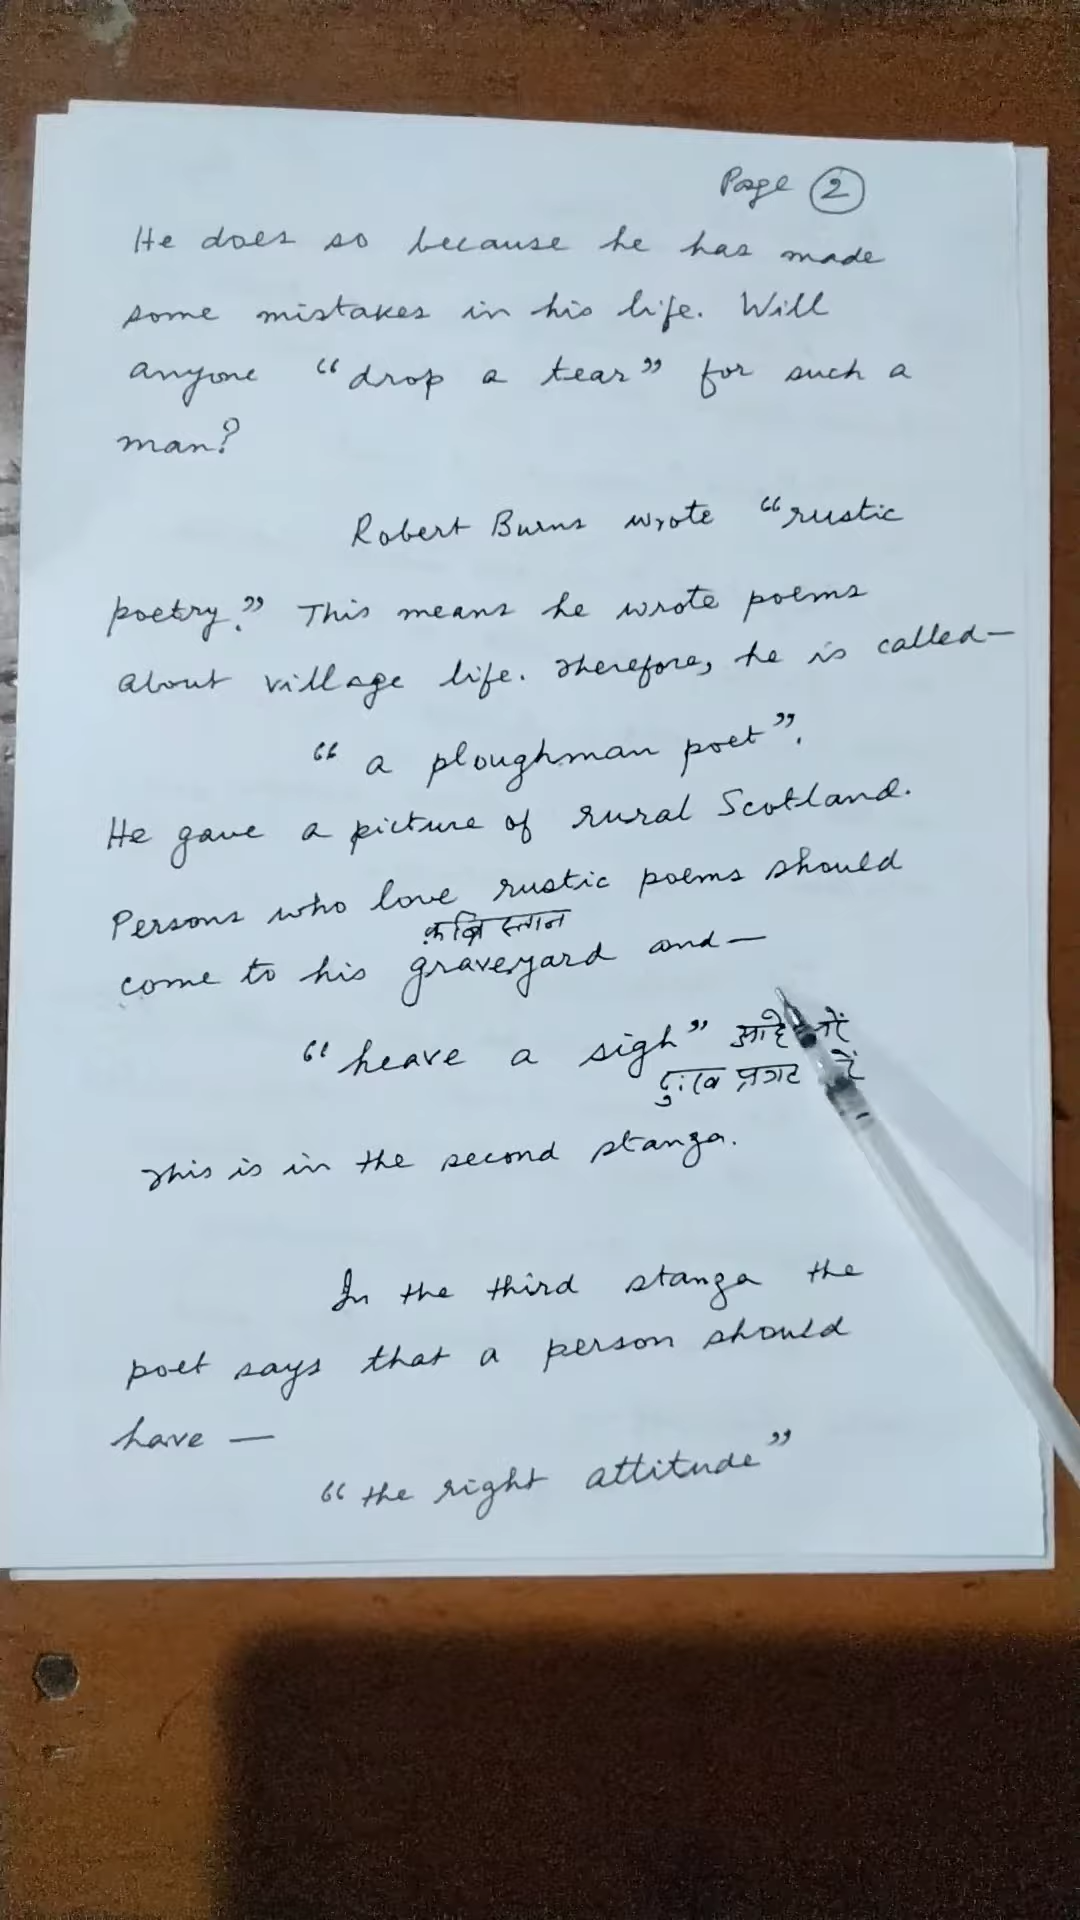 Page 2
He does so because he has made
some mistakes in his life. Will
anyone "drop a tear" for such a
man?
Robert Burns wrote "rustic
poetry." This means he wrote poems
about village life. Therefore, he is called—
"a ploughman poet".
He gave a picture of rural Scotland.
Persons who love rustic poems should
क़ब्रिस्तान
come to his graveyard and—
"heave a sigh" आहें
दुःख प्रगट
This is in the second stanza.
In the third stanza the
poet says that a person should
have —
"the right attitude"